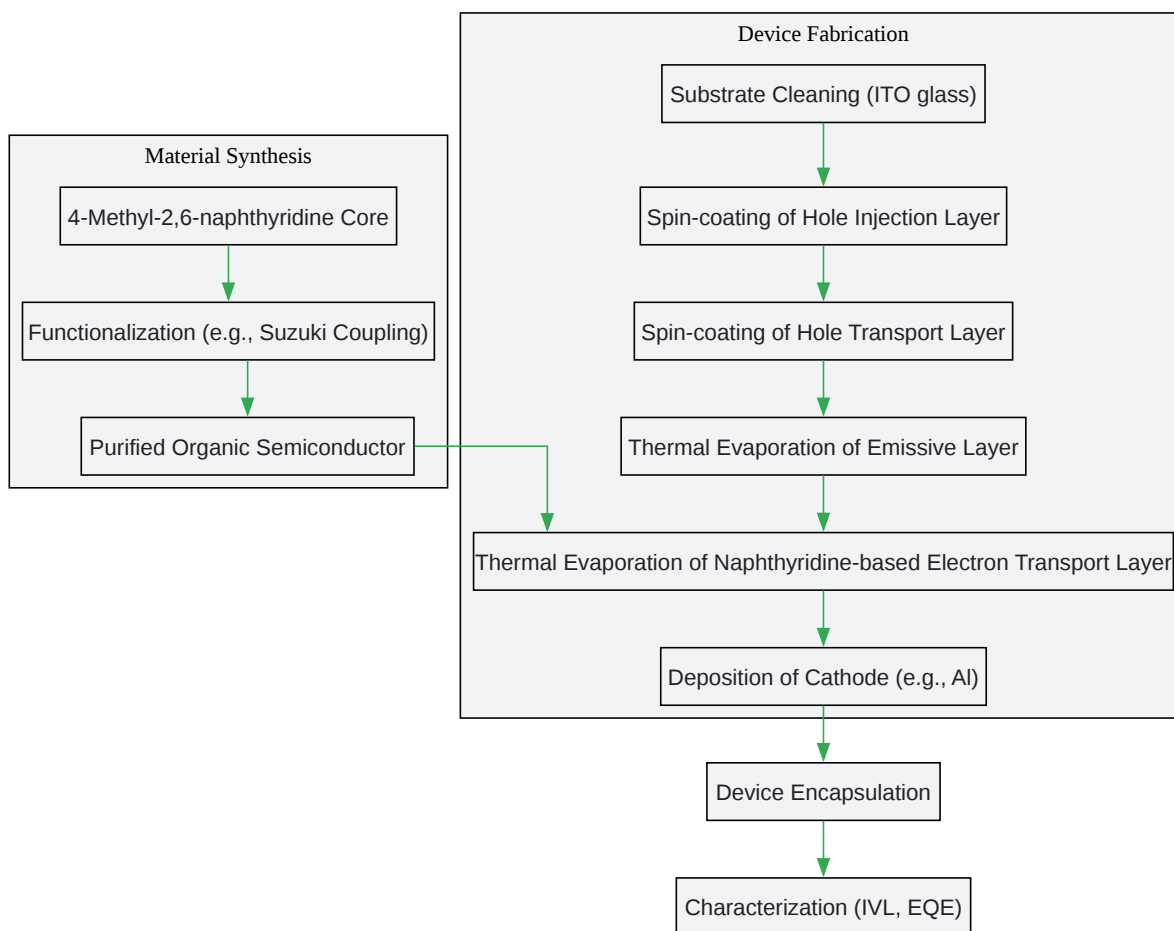 Material Synthesis
4-Methyl-2,6-naphthyridine Core
Functionalization (e.g., Suzuki Coupling)
Purified Organic Semiconductor
Device Fabrication
Substrate Cleaning (ITO glass)
Spin-coating of Hole Injection Layer
Spin-coating of Hole Transport Layer
Thermal Evaporation of Emissive Layer
Thermal Evaporation of Naphthyridine-based Electron Transport Layer
Deposition of Cathode (e.g., Al)
Device Encapsulation
Characterization (IVL, EQE)